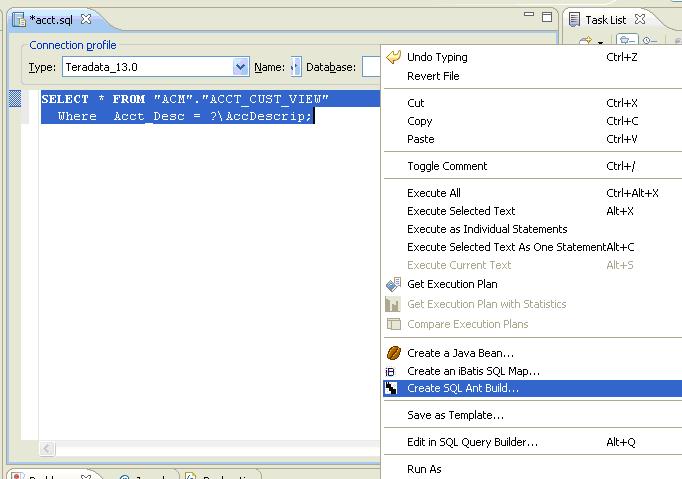 *acct.sql
Task List
Connection profile
Type: Teradata_13.0 Name: Database:
SELECT * FROM "ACM"."ACCT_CUST_VIEW"
Where Acct_Desc = ?\AccDescrip;
Undo Typing Ctrl+Z
Revert File
Cut Ctrl+X
Copy Ctrl+C
Paste Ctrl+V
Toggle Comment Ctrl+/
Execute All Ctrl+Alt+X
Execute Selected Text Alt+X
Execute as Individual Statements
Execute Selected Text As One Statement Alt+C
Execute Current Text Alt+S
Get Execution Plan
Get Execution Plan with Statistics
Compare Execution Plans
Create a Java Bean...
iB Create an iBatis SQL Map...
Create SQL Ant Build...
Save as Template...
Edit in SQL Query Builder... Alt+Q
Run As